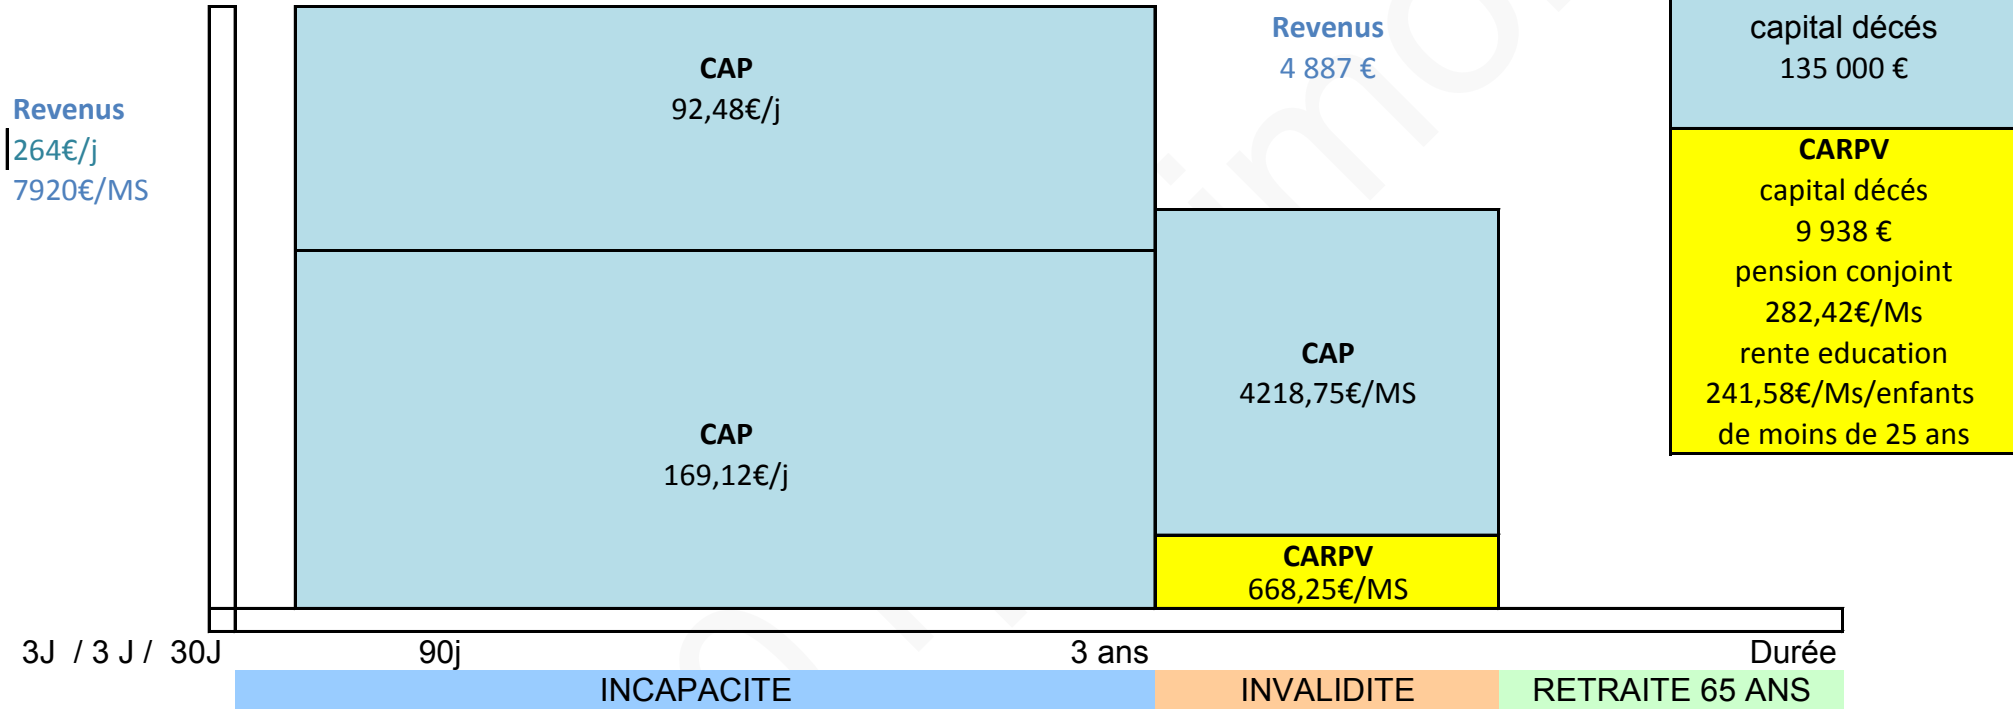 Revenus
264€/j
7920€/MS
CAP
92,48€/j
CAP
169,12€/j
Revenus
4 887 €
CAP
4218,75€/MS
CARPV
668,25€/MS
capital décés
135 000 €
CARPV
capital décés
9 938 €
pension conjoint
282,42€/Ms
rente education
241,58€/Ms/enfants
de moins de 25 ans
3J / 3 J / 30J 90j 3 ans Durée
INCAPACITE INVALIDITE RETRAITE 65 ANS